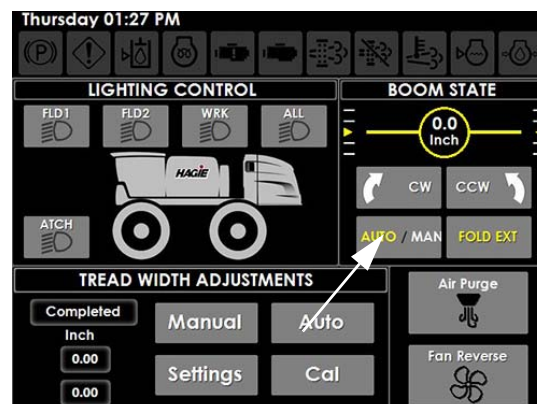 Thursday 01:27 PM
(P)
LIGHTING CONTROL
FLD1 FLD2 WRK ALL
HAGIE
ATCH
BOOM STATE
0.0
Inch
CW CCW
AUTO / MAN FOLD EXT
TREAD WIDTH ADJUSTMENTS
Completed
Inch
0.00
0.00
Manual Auto
Settings Cal
Air Purge
Fan Reverse